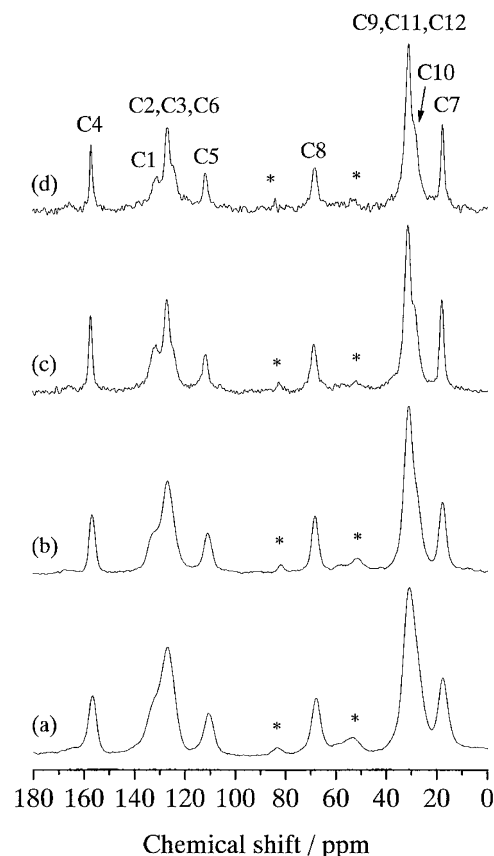 C9,C11,C12
C10
C2,C3,C6
C4
C1
C5
C8
C7
*
*
(d)
*
*
(c)
*
*
(b)
*
*
(a)
180 160 140 120 100 80 60 40 20 0
Chemical shift / ppm